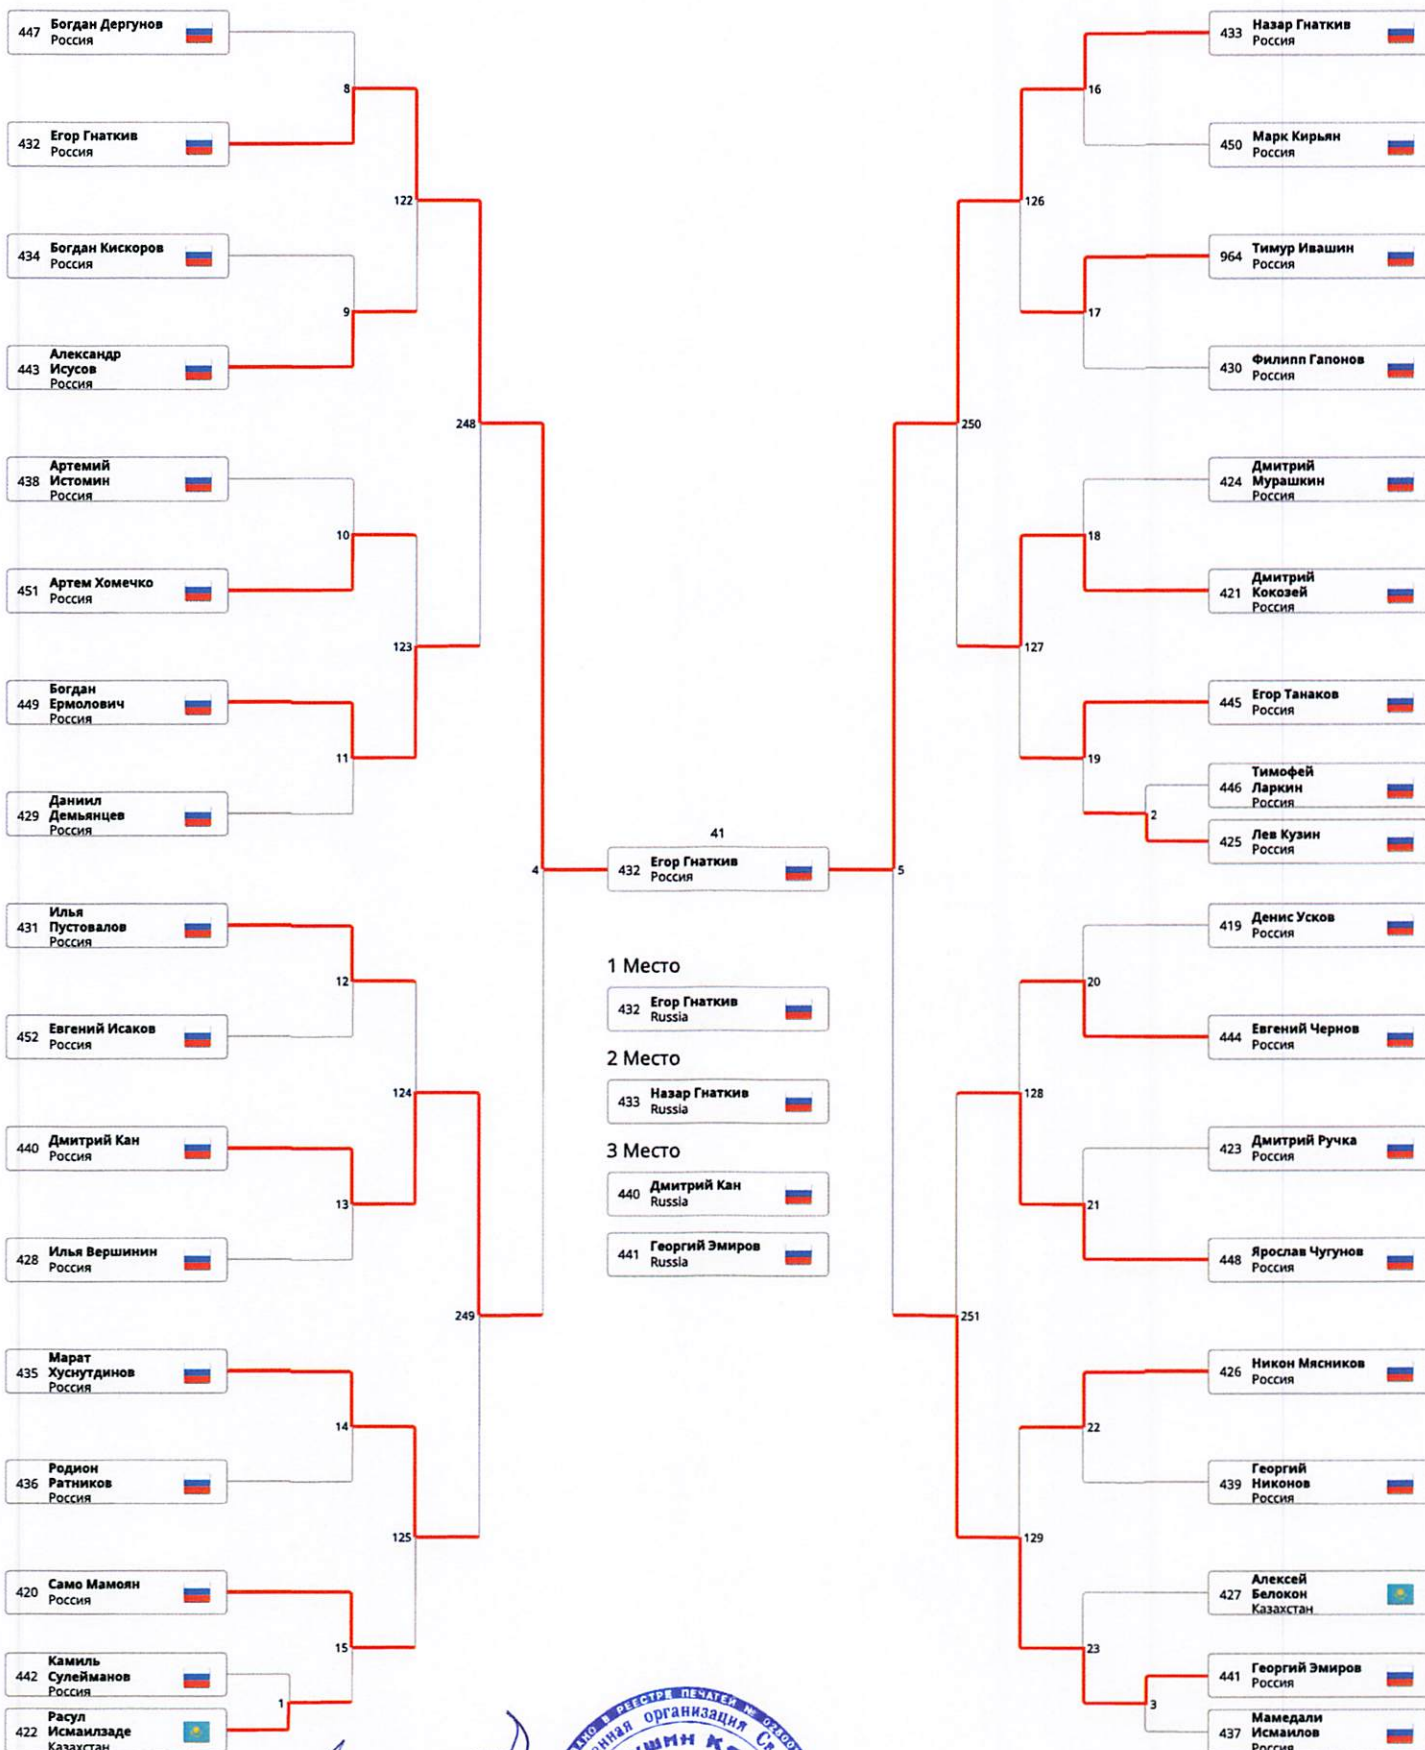 447 Богдан Дергунов
Россия
8
432 Егор Гнаткив
Россия
122
434 Богдан Кискоров
Россия
9
443 Александр
Исусов
Россия
248
438 Артемий
Истомин
Россия
10
451 Артем Хомечко
Россия
123
449 Богдан
Ермолович
Россия
11
429 Даниил
Демьянцев
Россия
4
431 Илья
Пустовалов
Россия
12
452 Евгений Исаков
Россия
124
440 Дмитрий Кан
Россия
13
428 Илья Вершинин
Россия
249
435 Марат
Хуснутдинов
Россия
14
436 Родион
Ратников
Россия
125
420 Само Мамоян
Россия
15
442 Камиль
Сулейманов
Россия
1
422 Расул
Исмаилзаде
Казахстан
41
432 Егор Гнаткив
Россия
1 Место
432 Егор Гнаткив
Russia
2 Место
433 Назар Гнаткив
Russia
3 Место
440 Дмитрий Кан
Russia
441 Георгий Эмиров
Russia
433 Назар Гнаткив
Россия
16
450 Марк Кирьян
Россия
126
964 Тимур Ивашин
Россия
17
430 Филипп Гапонов
Россия
250
424 Дмитрий
Мурашкин
Россия
18
421 Дмитрий
Кокозей
Россия
127
445 Егор Танаков
Россия
19
446 Тимофей
Ларкин
Россия
2
425 Лев Кузин
Россия
5
419 Денис Усков
Россия
20
444 Евгений Чернов
Россия
128
423 Дмитрий Ручка
Россия
21
448 Ярослав Чугунов
Россия
251
426 Никон Мясников
Россия
22
439 Георгий
Никонов
Россия
129
427 Алексей
Белокон
Казахстан
23
441 Георгий Эмиров
Россия
3
437 Мамедали
Исмаилов
Россия
В РЕЕСТРЕ ПЕЧАТЕЙ №
организация